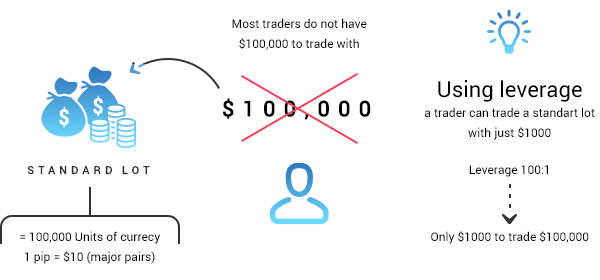 Most traders do not have
$100,000 to trade with
$100,000
$
$
STANDARD LOT
= 100,000 Units of currecy
1 pip = $10 (major pairs)
Using leverage
a trader can trade a standart lot
with just $1000
Leverage 100:1
Only $1000 to trade $100,000